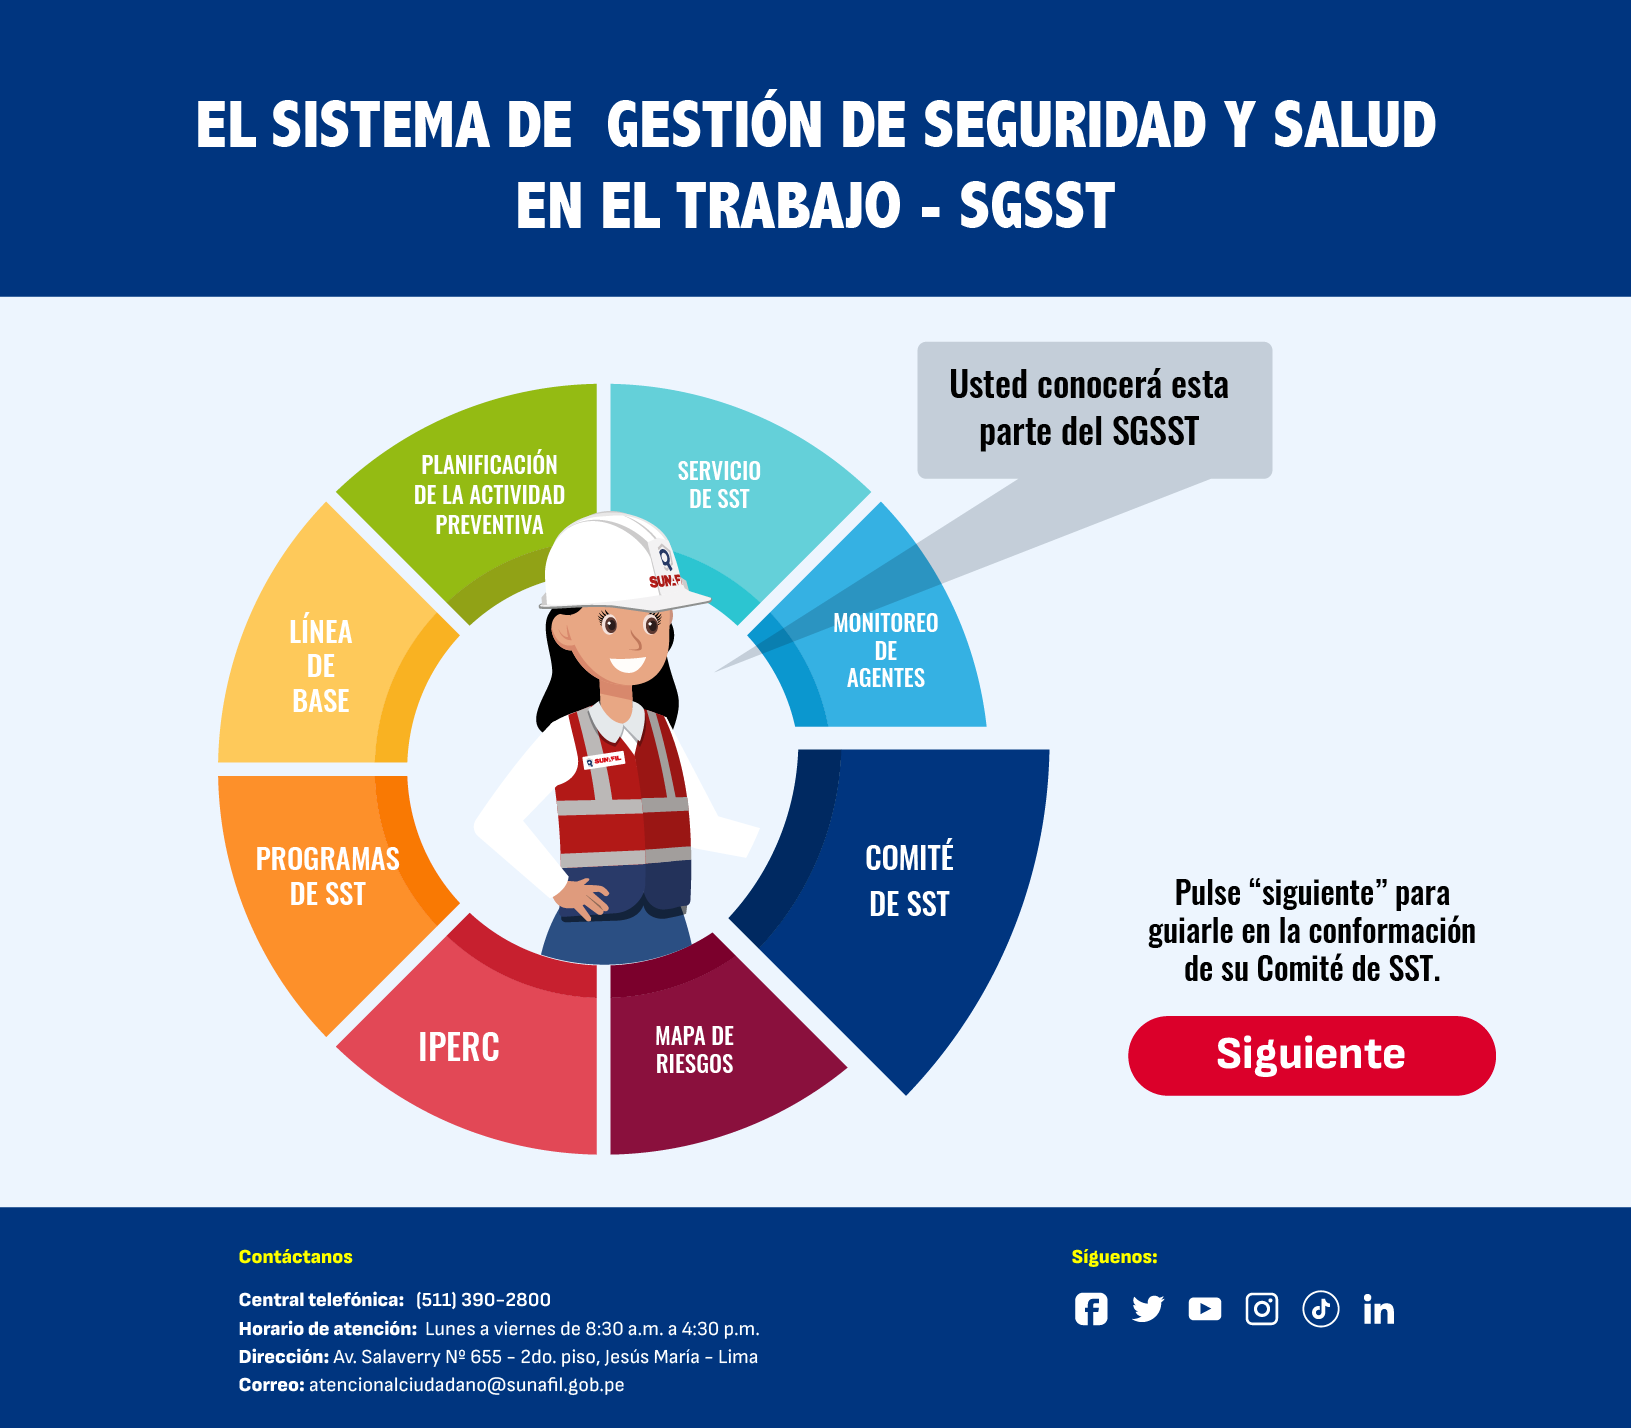 EL SISTEMA DE  GESTIÓN DE SEGURIDAD Y SALUD
EN EL TRABAJO - SGSST
Usted conocerá esta
parte del SGSST
PLANIFICACIÓN
DE LA ACTIVIDAD
PREVENTIVA
SERVICIO
DE SST
MONITOREO
DE
AGENTES
LÍNEA
DE
BASE
SUNAFIL
PROGRAMAS
DE SST
COMITÉ
DE SST
IPERC
MAPA DE
RIESGOS
Pulse “siguiente” para
guiarle en la conformación
de su Comité de SST.
Siguiente
Contáctanos
Central telefónica: (511) 390-2800
Horario de atención: Lunes a viernes de 8:30 a.m. a 4:30 p.m.
Dirección: Av. Salaverry Nº 655 - 2do. piso, Jesús María - Lima
Correo: atencionalciudadano@sunafil.gob.pe
Síguenos: